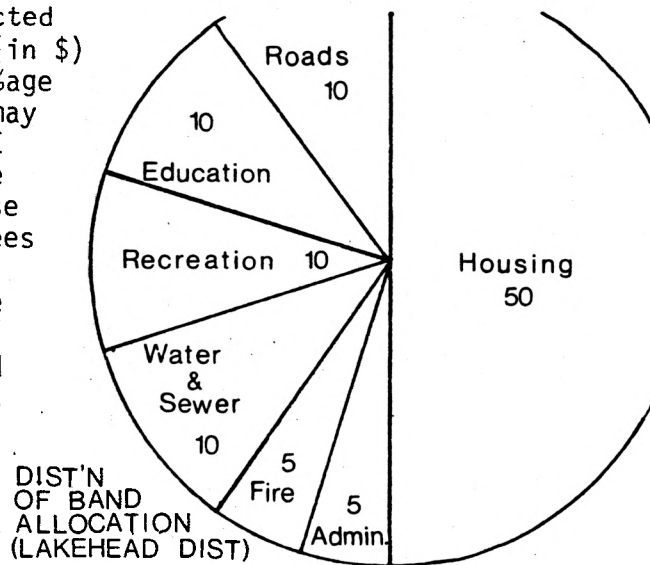 cted
in $)
%age
may
se
ees
Roads
10
10
Education
Recreation 10
Water
&
Sewer
10
5
Fire
5
Admin.
Housing
50
DIST'N
OF BAND
ALLOCATION
(LAKEHEAD DIST)